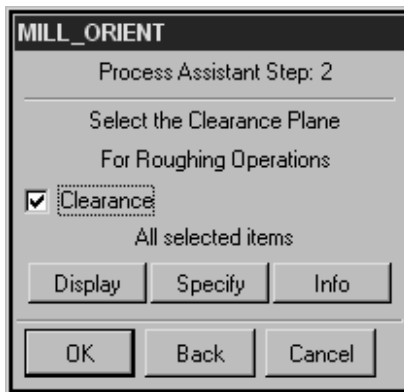 MILL_ORIENT
Process Assistant Step: 2
Select the Clearance Plane
For Roughing Operations
Clearance
All selected items
Display Specify Info
OK Back Cancel